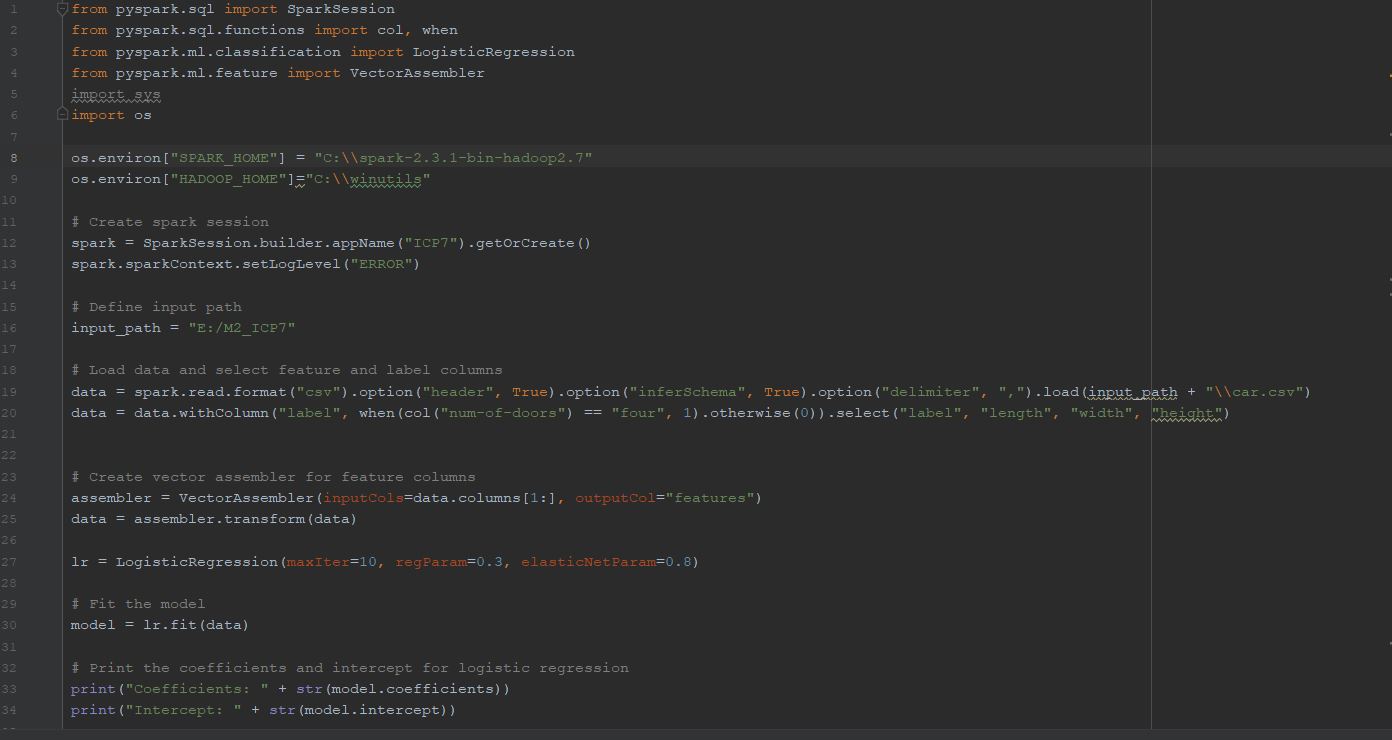 1 from pyspark.sql import SparkSession
2 from pyspark.sql.functions import col, when
3 from pyspark.ml.classification import LogisticRegression
4 from pyspark.ml.feature import VectorAssembler
5 import sys
6 import os
7
8 os.environ["SPARK_HOME"] = "C:\\spark-2.3.1-bin-hadoop2.7"
9 os.environ["HADOOP_HOME"]="C:\\winutils"
10
11 # Create spark session
12 spark = SparkSession.builder.appName("ICP7").getOrCreate()
13 spark.sparkContext.setLogLevel("ERROR")
14
15 # Define input path
16 input_path = "E:/M2_ICP7"
17
18 # Load data and select feature and label columns
19 data = spark.read.format("csv").option("header", True).option("inferSchema", True).option("delimiter", ",").load(input_path + "\\car.csv")
20 data = data.withColumn("label", when(col("num-of-doors") == "four", 1).otherwise(0)).select("label", "length", "width", "height")
21
22
23 # Create vector assembler for feature columns
24 assembler = VectorAssembler(inputCols=data.columns[1:], outputCol="features")
25 data = assembler.transform(data)
26
27 lr = LogisticRegression(maxIter=10, regParam=0.3, elasticNetParam=0.8)
28
29 # Fit the model
30 model = lr.fit(data)
31
32 # Print the coefficients and intercept for logistic regression
33 print("Coefficients: " + str(model.coefficients))
34 print("Intercept: " + str(model.intercept))